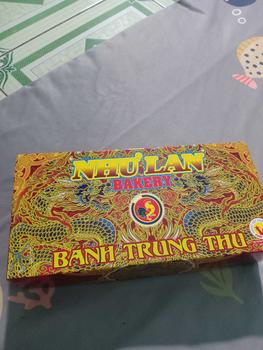 NHƯ LAN
BAKERY
BÁNH TRUNG THU